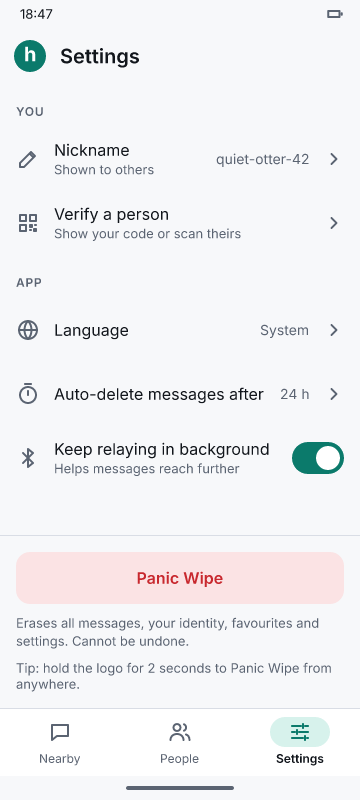 18:47
h
Settings
YOU
Nickname
quiet-otter-42
Shown to others
Verify a person
Show your code or scan theirs
APP
Language
System
Auto-delete messages after
24 h
Keep relaying in background
Helps messages reach further
Panic Wipe
Erases all messages, your identity, favourites and
settings. Cannot be undone.
Tip: hold the logo for 2 seconds to Panic Wipe from
anywhere.
Nearby
People
Settings